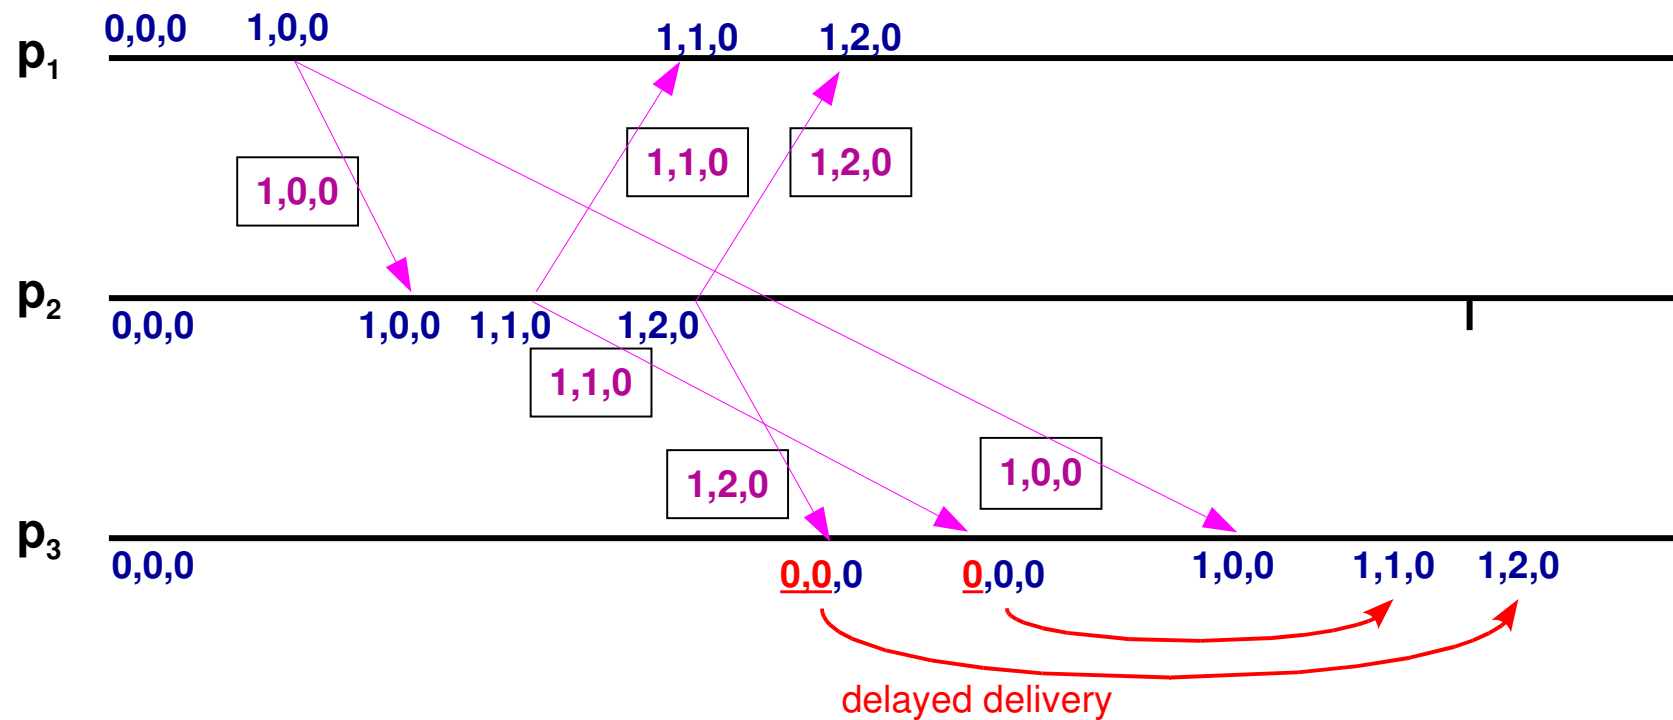 0,0,0 1,0,0 1,1,0 1,2,0
p1
1,0,0 1,1,0 1,2,0
p2
0,0,0 1,0,0 1,1,0 1,2,0
1,1,0
1,2,0 1,0,0
p3
0,0,0 0,0,0 0,0,0 1,0,0 1,1,0 1,2,0
delayed delivery